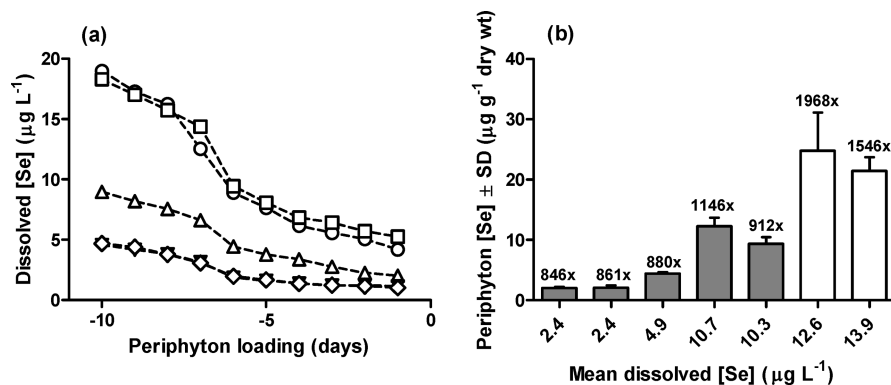 (a)
Dissolved [Se] (µg L⁻¹)
20
15
10
5
0
-10
-5
0
Periphyton loading (days)
(b)
Periphyton [Se] ± SD (µg g⁻¹ dry wt)
40
30
20
10
0
846x
861x
880x
1146x
912x
1968x
1546x
2.4
2.4
4.9
10.7
10.3
12.6
13.9
Mean dissolved [Se] (µg L⁻¹)